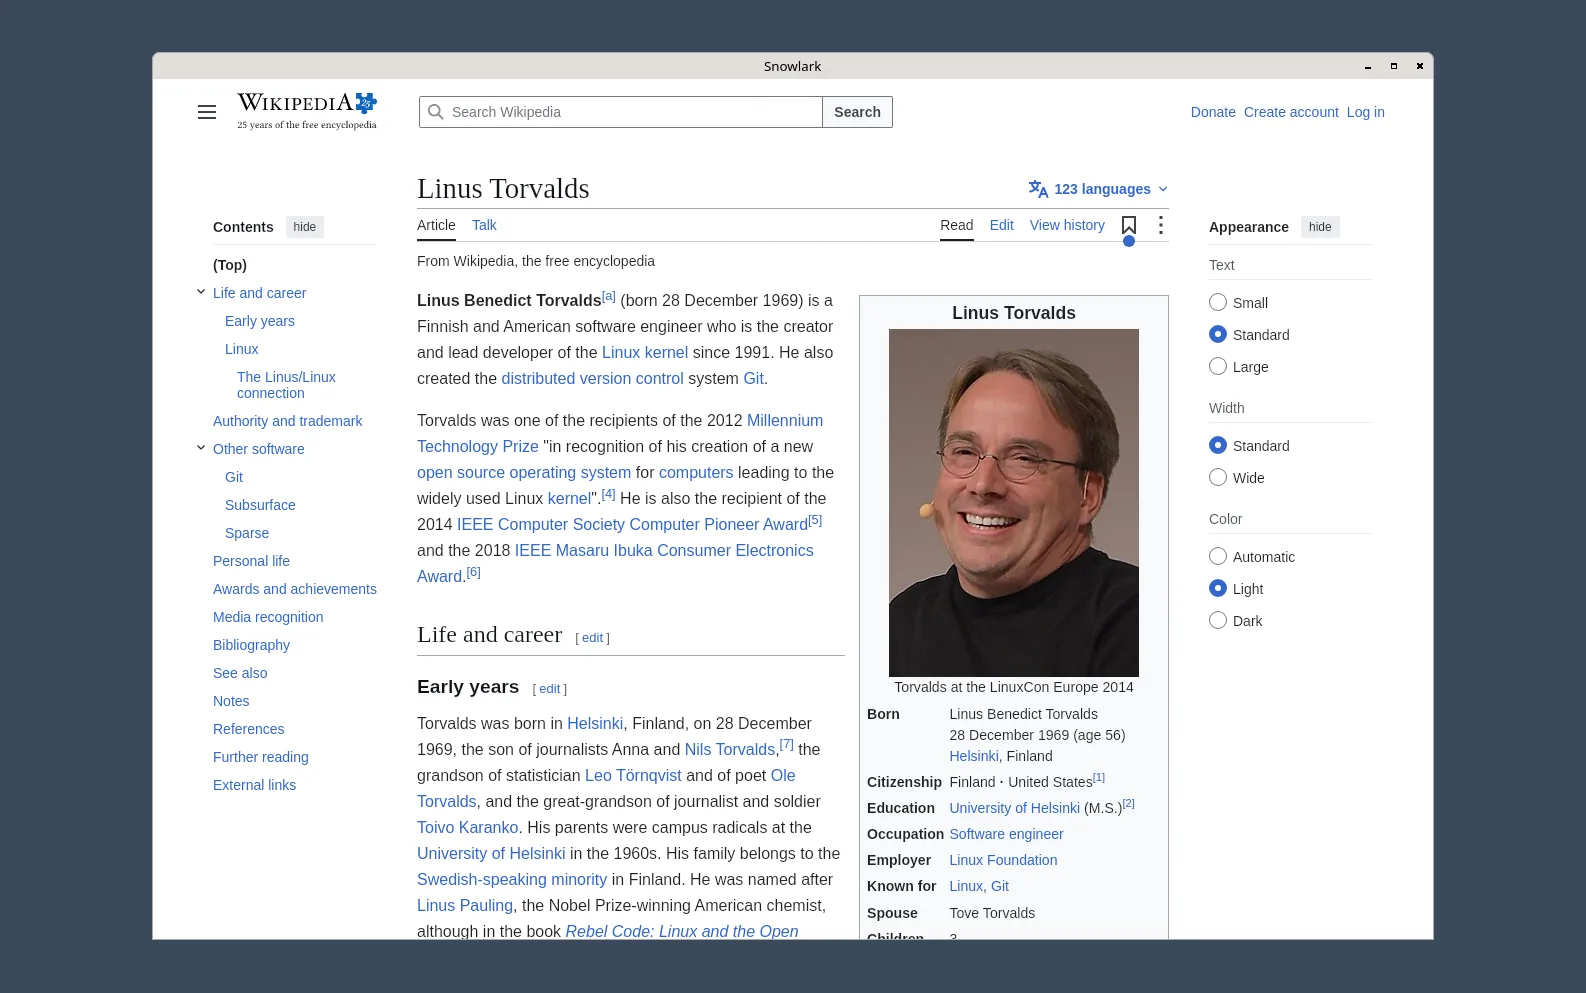 Snowlark
WIKIPEDIA 25
25 years of the free encyclopedia
Search Wikipedia
Search
Donate Create account Log in
Contents hide
(Top)
Life and career
Early years
Linux
The Linus/Linux
connection
Authority and trademark
Other software
Git
Subsurface
Sparse
Personal life
Awards and achievements
Media recognition
Bibliography
See also
Notes
References
Further reading
External links
Linus Torvalds
123 languages
Article Talk
Read Edit View history
From Wikipedia, the free encyclopedia
Linus Benedict Torvalds[a] (born 28 December 1969) is a
Finnish and American software engineer who is the creator
and lead developer of the Linux kernel since 1991. He also
created the distributed version control system Git.
Torvalds was one of the recipients of the 2012 Millennium
Technology Prize "in recognition of his creation of a new
open source operating system for computers leading to the
widely used Linux kernel".[4] He is also the recipient of the
2014 IEEE Computer Society Computer Pioneer Award[5]
and the 2018 IEEE Masaru Ibuka Consumer Electronics
Award.[6]
Life and career [ edit ]
Early years [ edit ]
Torvalds was born in Helsinki, Finland, on 28 December
1969, the son of journalists Anna and Nils Torvalds,[7] the
grandson of statistician Leo Törnqvist and of poet Ole
Torvalds, and the great-grandson of journalist and soldier
Toivo Karanko. His parents were campus radicals at the
University of Helsinki in the 1960s. His family belongs to the
Swedish-speaking minority in Finland. He was named after
Linus Pauling, the Nobel Prize-winning American chemist,
although in the book Rebel Code: Linux and the Open
Linus Torvalds
Torvalds at the LinuxCon Europe 2014
Born Linus Benedict Torvalds
28 December 1969 (age 56)
Helsinki, Finland
Citizenship Finland · United States[1]
Education University of Helsinki (M.S.)[2]
Occupation Software engineer
Employer Linux Foundation
Known for Linux, Git
Spouse Tove Torvalds
Children 3
Appearance hide
Text
Small
Standard
Large
Width
Standard
Wide
Color
Automatic
Light
Dark